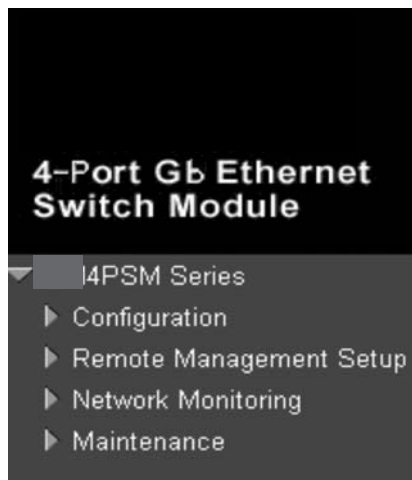 4-Port Gb Ethernet
Switch Module
4PSM Series
Configuration
Remote Management Setup
Network Monitoring
Maintenance